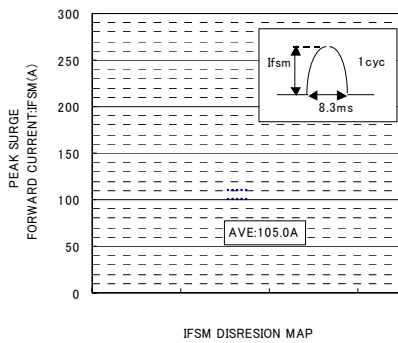 PEAK SURGE
FORWARD CURRENT:IFSM(A)
300
250
200
150
100
50
0
Ifsm
1cyc
8.3ms
AVE:105.0A
IFSM DISRESION MAP